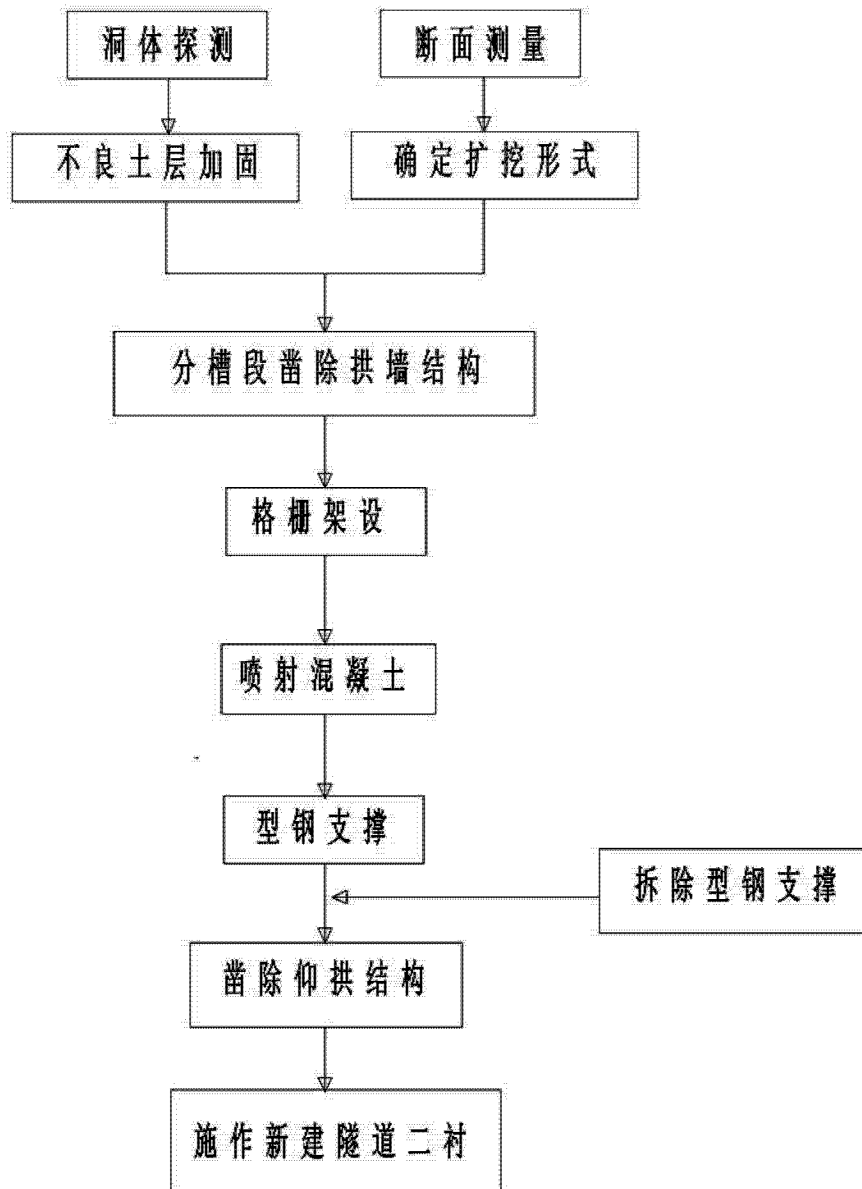 洞体探测
断面测量
不良土层加固
确定扩挖形式
分槽段凿除拱墙结构
格栅架设
喷射混凝土
型钢支撑
拆除型钢支撑
凿除仰拱结构
施作新建隧道二衬